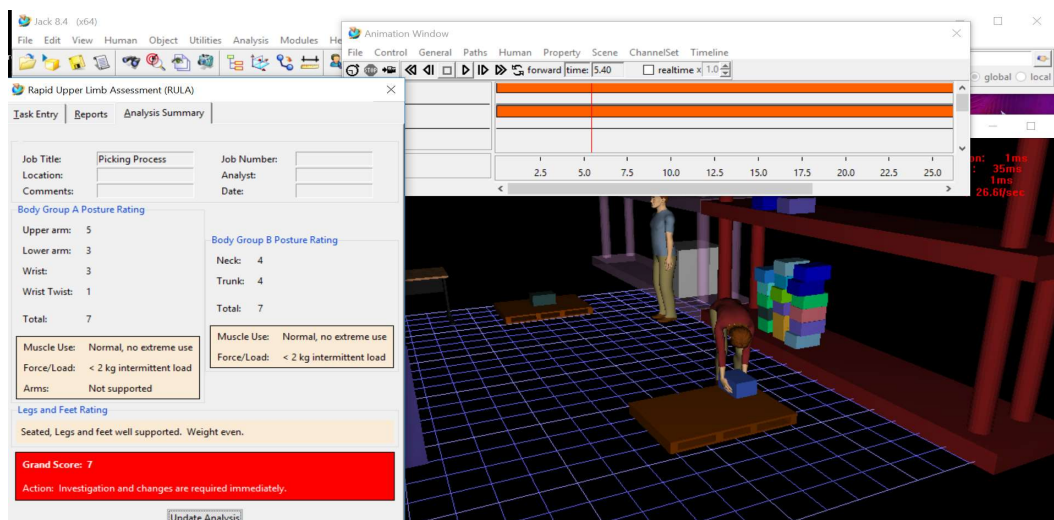 Jack 8.4 (x64)
File Edit View Human Object Utilities Analysis Modules He
Animation Window
File Control General Paths Human Property Scene ChannelSet Timeline
forward time: 5.40 realtime x 1.0
global local
Rapid Upper Limb Assessment (RULA)
Task Entry Reports Analysis Summary
2.5 5.0 7.5 10.0 12.5 15.0 17.5 20.0 22.5 25.0
on: 1ms
: 35ms
1ms
26.6U/sec
Job Title: Picking Process Job Number:
Location: Analyst:
Comments: Date:
Body Group A Posture Rating
Upper arm: 5
Lower arm: 3
Wrist: 3
Wrist Twist: 1
Total: 7
Muscle Use: Normal, no extreme use
Force/Load: < 2 kg intermittent load
Arms: Not supported
Body Group B Posture Rating
Neck: 4
Trunk: 4
Total: 7
Muscle Use: Normal, no extreme use
Force/Load: < 2 kg intermittent load
Legs and Feet Rating
Seated, Legs and feet well supported. Weight even.
Grand Score: 7
Action: Investigation and changes are required immediately.
Update Analysis